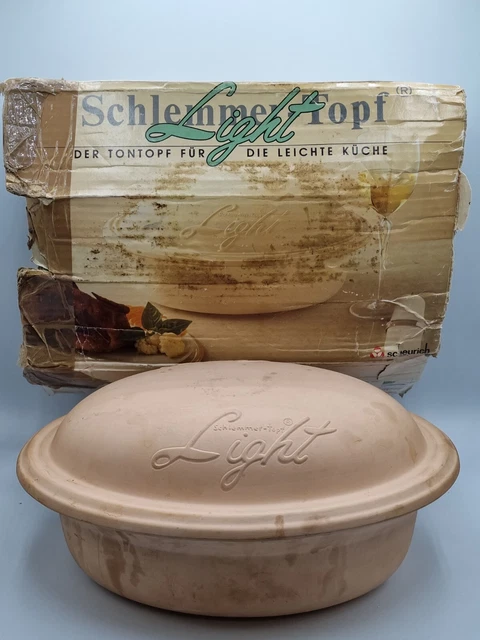 Schlemmer-Topf ®
Light
DER TONTOPF FÜR DIE LEICHTE KÜCHE
Light
scheurich
Schlemmer-Topf ®
Light